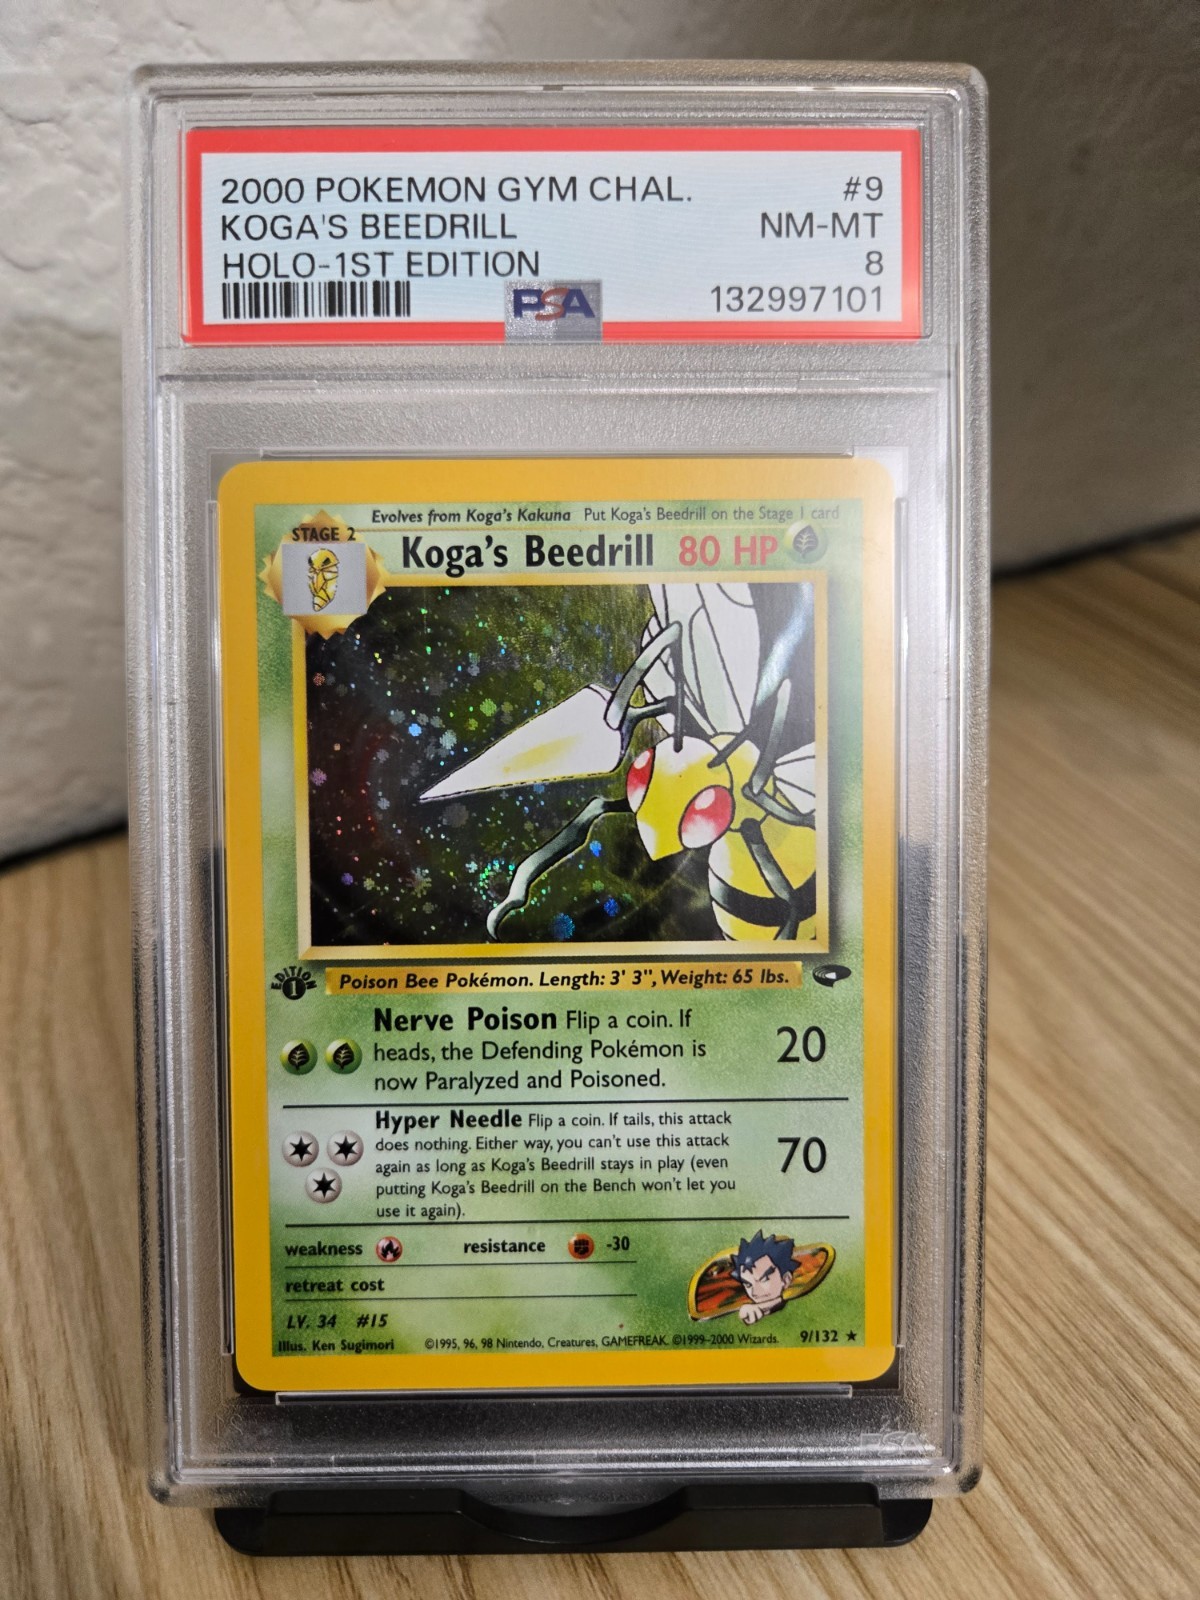 2000 POKEMON GYM CHAL. #9
KOGA'S BEEDRILL NM-MT
HOLO-1ST EDITION 8
PSA 132997101
Evolves from Koga's Kakuna Put Koga's Beedrill on the Stage 1 card
STAGE 2
Koga's Beedrill 80 HP
EDITION
1
Poison Bee Pokémon. Length: 3' 3", Weight: 65 lbs.
Nerve Poison Flip a coin. If
heads, the Defending Pokémon is
now Paralyzed and Poisoned.
20
Hyper Needle Flip a coin. If tails, this attack
does nothing. Either way, you can't use this attack
again as long as Koga's Beedrill stays in play (even
putting Koga's Beedrill on the Bench won't let you
use it again).
70
weakness resistance -30
retreat cost
LV. 34 #15
Illus. Ken Sugimori ©1995, 96, 98 Nintendo, Creatures, GAMEFREAK. ©1999-2000 Wizards. 9/132 ★